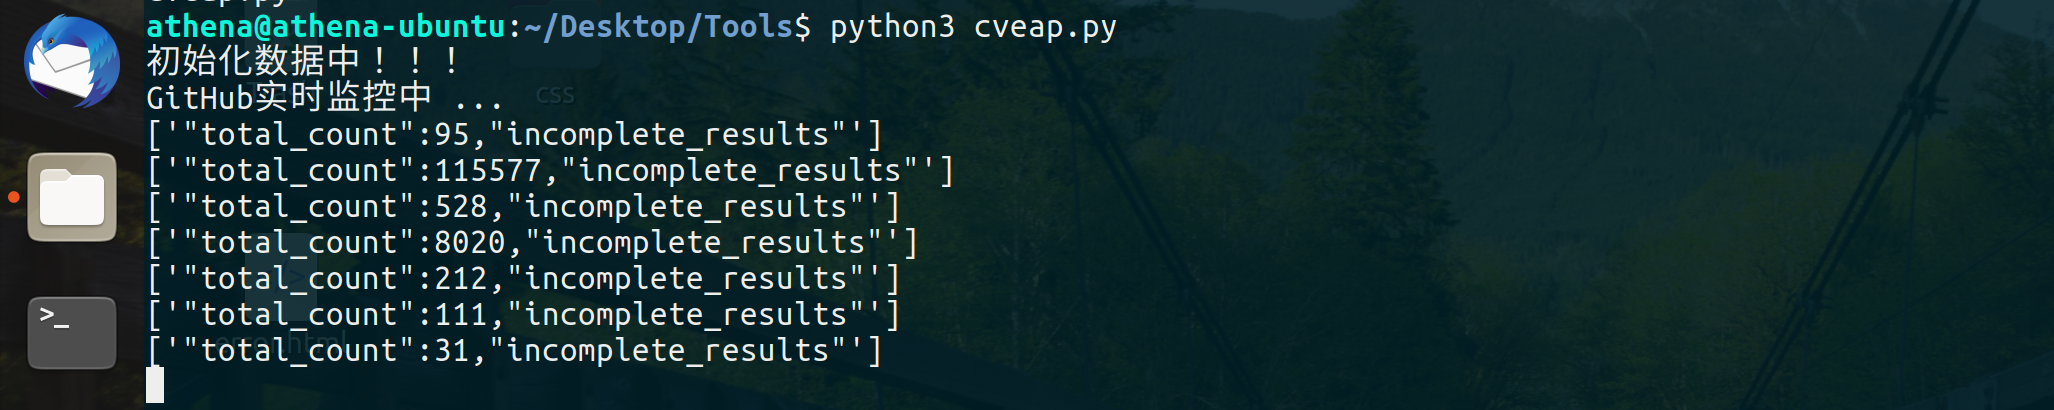 athena@athena-ubuntu:~/Desktop/Tools$ python3 cveap.py
初始化数据中！！！
GitHub实时监控中 ...
css
['"total_count":95,"incomplete_results"']
['"total_count":115577,"incomplete_results"']
['"total_count":528,"incomplete_results"']
['"total_count":8020,"incomplete_results"']
['"total_count":212,"incomplete_results"']
['"total_count":111,"incomplete_results"']
['"total_count":31,"incomplete_results"']
>_